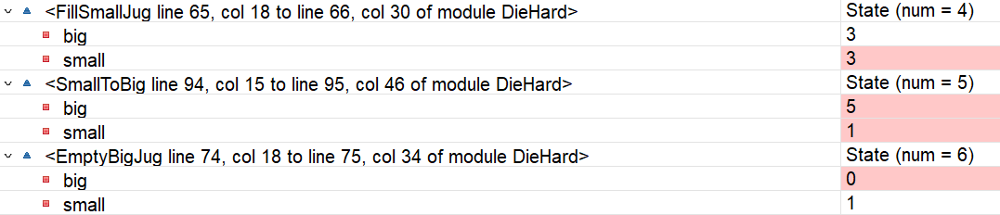 <FillSmallJug line 65, col 18 to line 66, col 30 of module DieHard> State (num = 4)
big 3
small 3
<SmallToBig line 94, col 15 to line 95, col 46 of module DieHard> State (num = 5)
big 5
small 1
<EmptyBigJug line 74, col 18 to line 75, col 34 of module DieHard> State (num = 6)
big 0
small 1